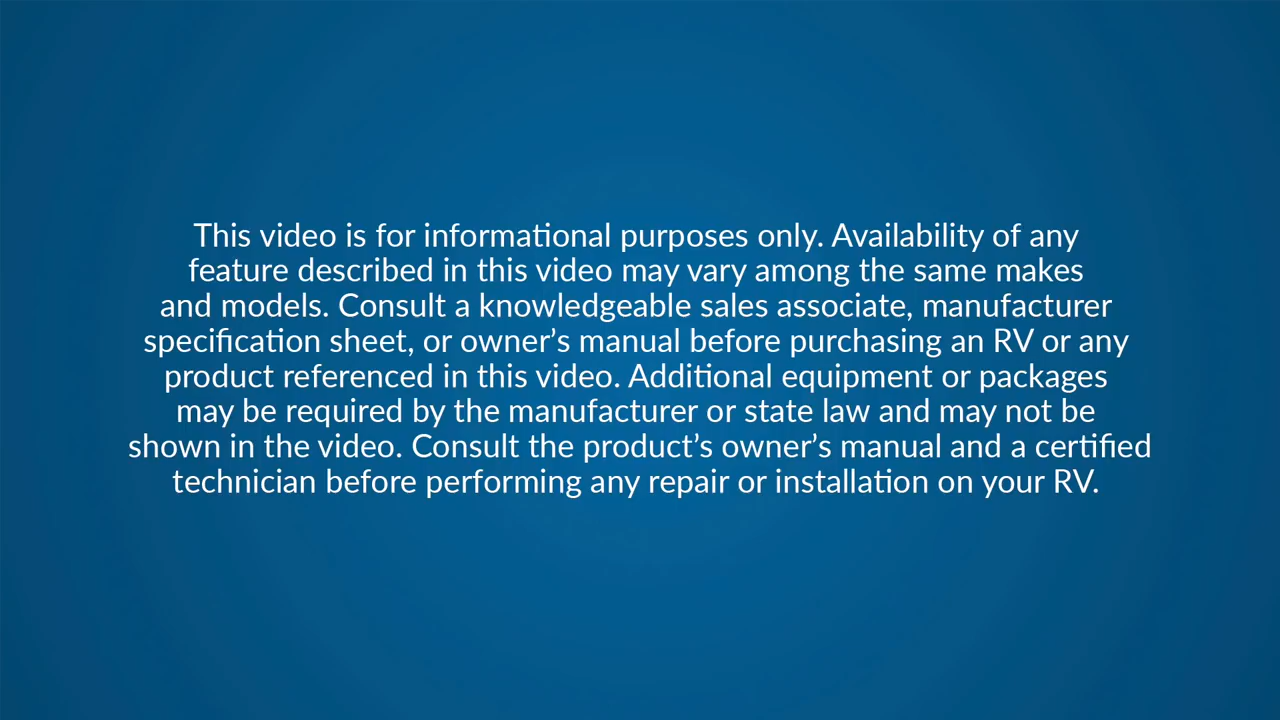 This video is for informational purposes only. Availability of any
feature described in this video may vary among the same makes
and models. Consult a knowledgeable sales associate, manufacturer
specification sheet, or owner’s manual before purchasing an RV or any
product referenced in this video. Additional equipment or packages
may be required by the manufacturer or state law and may not be
shown in the video. Consult the product’s owner’s manual and a certified
technician before performing any repair or installation on your RV.